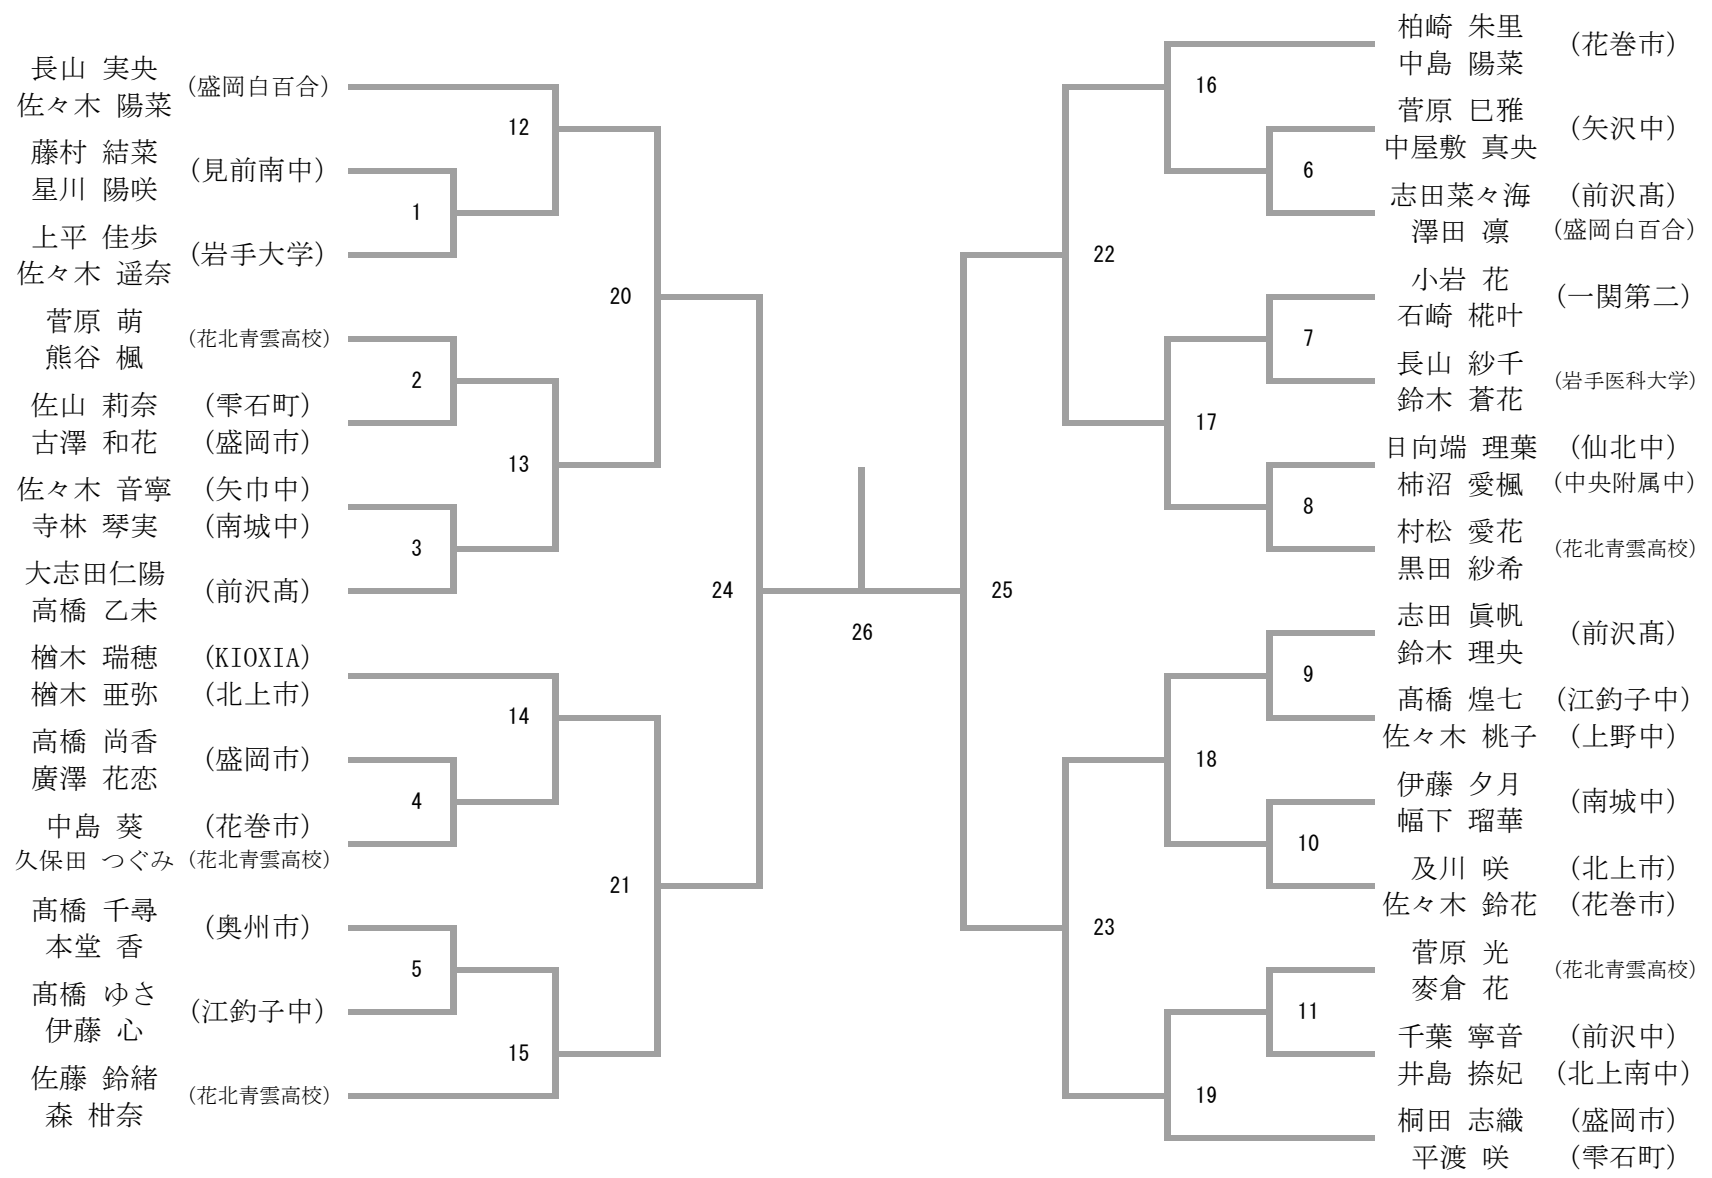 長山 実央
佐々木 陽菜
(盛岡白百合)
藤村 結菜
星川 陽咲
(見前南中)
上平 佳歩
佐々木 遥奈
(岩手大学)
菅原 萌
熊谷 楓
(花北青雲高校)
佐山 莉奈 (雫石町)
古澤 和花 (盛岡市)
佐々木 音寧 (矢巾中)
寺林 琴実 (南城中)
大志田仁陽
高橋 乙未
(前沢髙)
楢木 瑞穂 (KIOXIA)
楢木 亜弥 (北上市)
高橋 尚香
廣澤 花恋
(盛岡市)
中島 葵 (花巻市)
久保田 つぐみ (花北青雲高校)
髙橋 千尋
本堂 香
(奥州市)
髙橋 ゆさ
伊藤 心
(江釣子中)
佐藤 鈴緒
森 柑奈
(花北青雲高校)
1
2
3
4
5
12
13
14
15
20
21
24
26
25
22
23
16
17
18
19
6
7
8
9
10
11
柏崎 朱里
中島 陽菜
(花巻市)
菅原 巳雅
中屋敷 真央
(矢沢中)
志田菜々海 (前沢髙)
澤田 凛 (盛岡白百合)
小岩 花
石崎 椛叶
(一関第二)
長山 紗千
鈴木 蒼花
(岩手医科大学)
日向端 理葉 (仙北中)
柿沼 愛楓 (中央附属中)
村松 愛花
黒田 紗希
(花北青雲高校)
志田 眞帆
鈴木 理央
(前沢髙)
髙橋 煌七 (江釣子中)
佐々木 桃子 (上野中)
伊藤 夕月
幅下 瑠華
(南城中)
及川 咲 (北上市)
佐々木 鈴花 (花巻市)
菅原 光
麥倉 花
(花北青雲高校)
千葉 寧音 (前沢中)
井島 捺妃 (北上南中)
桐田 志織 (盛岡市)
平渡 咲 (雫石町)